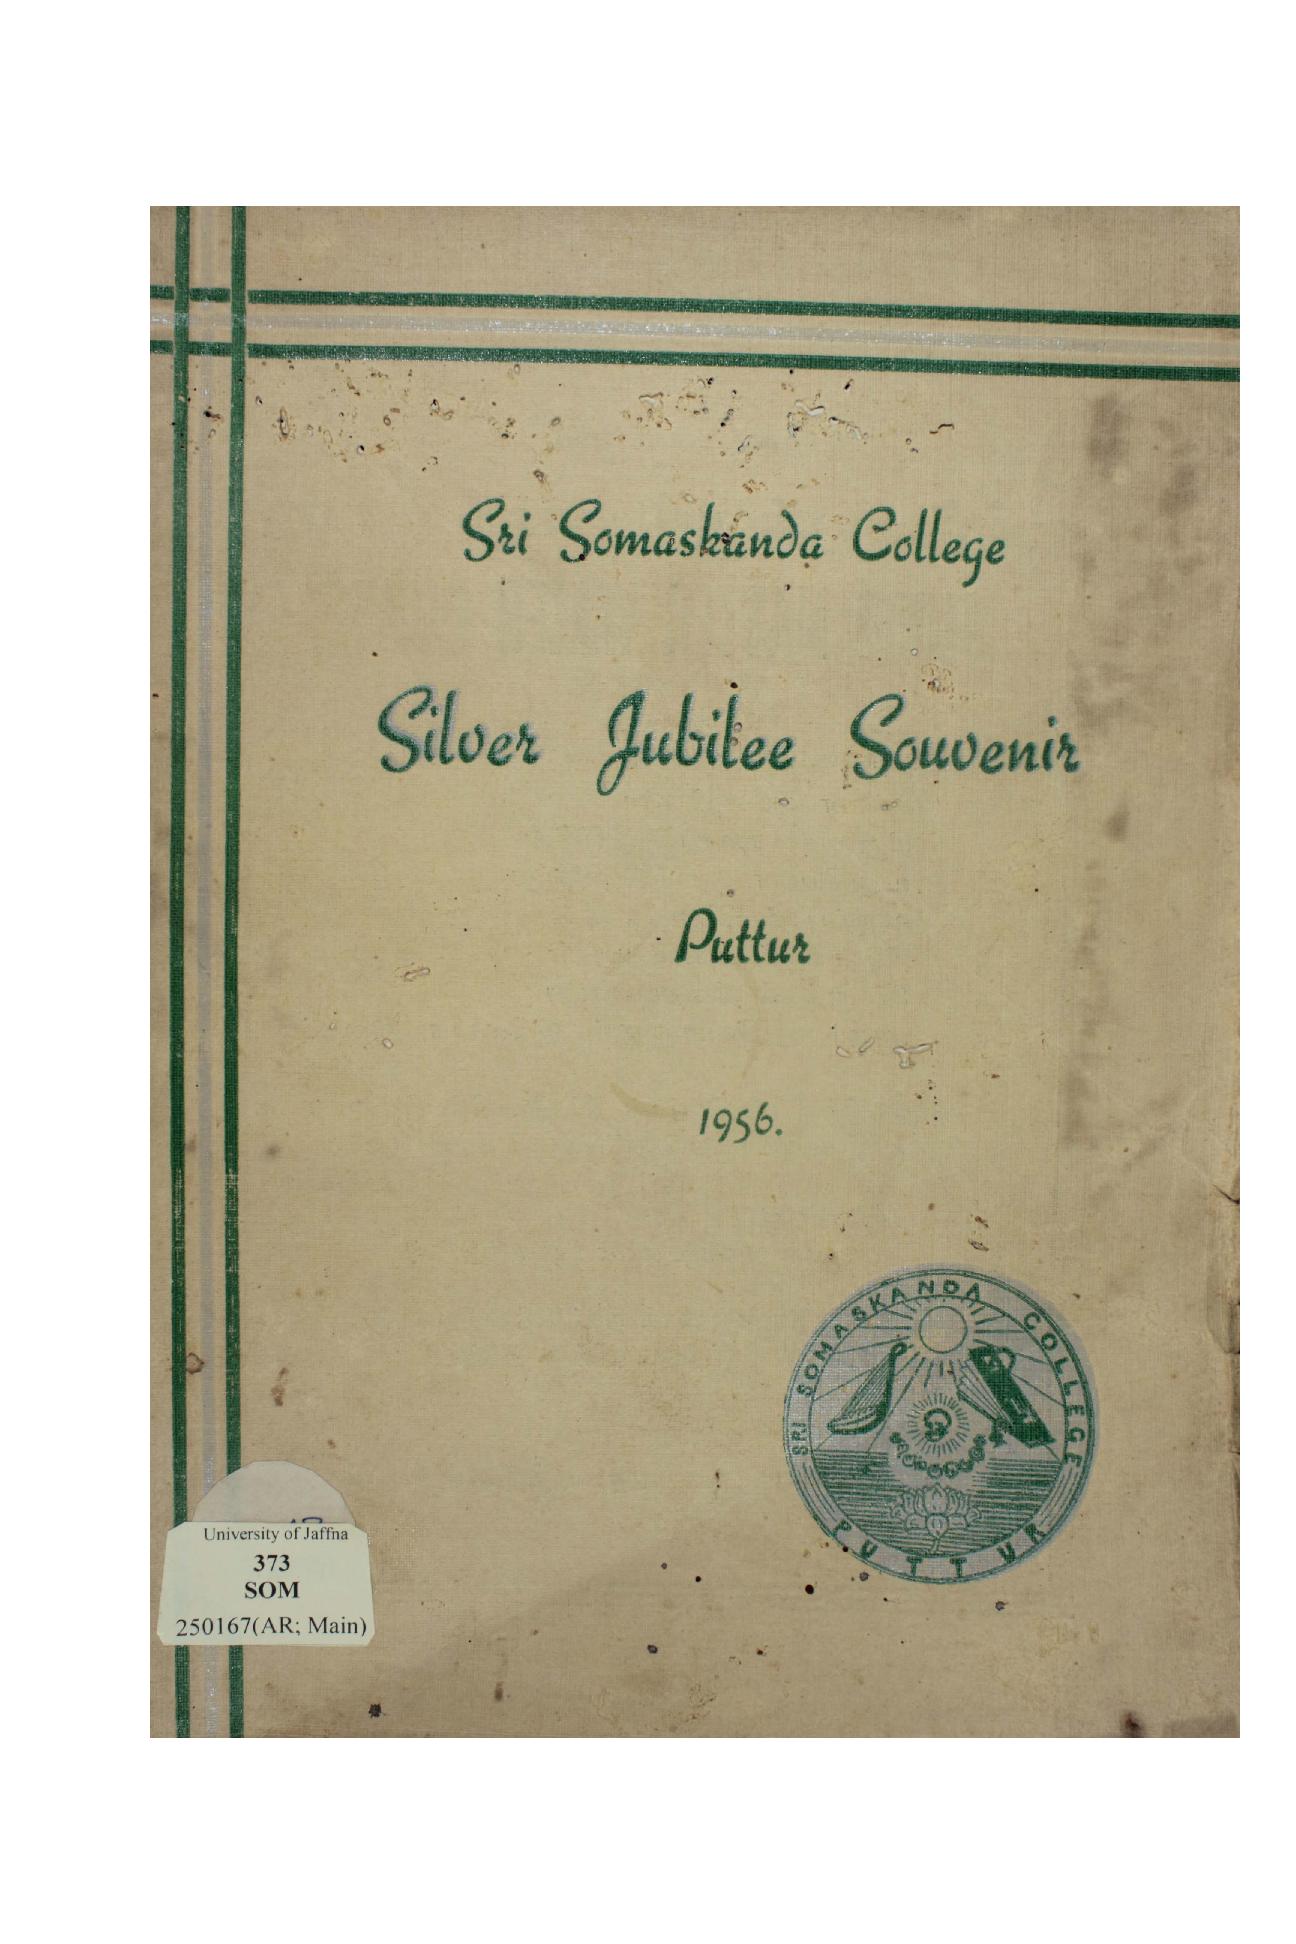 Sri Somaskanda College
Silver Jubilee Souvenir
Puttur
1956.
SRI SOMASKANDA COLLEGE
PUTTUR
University of Jaffna
373
SOM
250167(AR; Main)